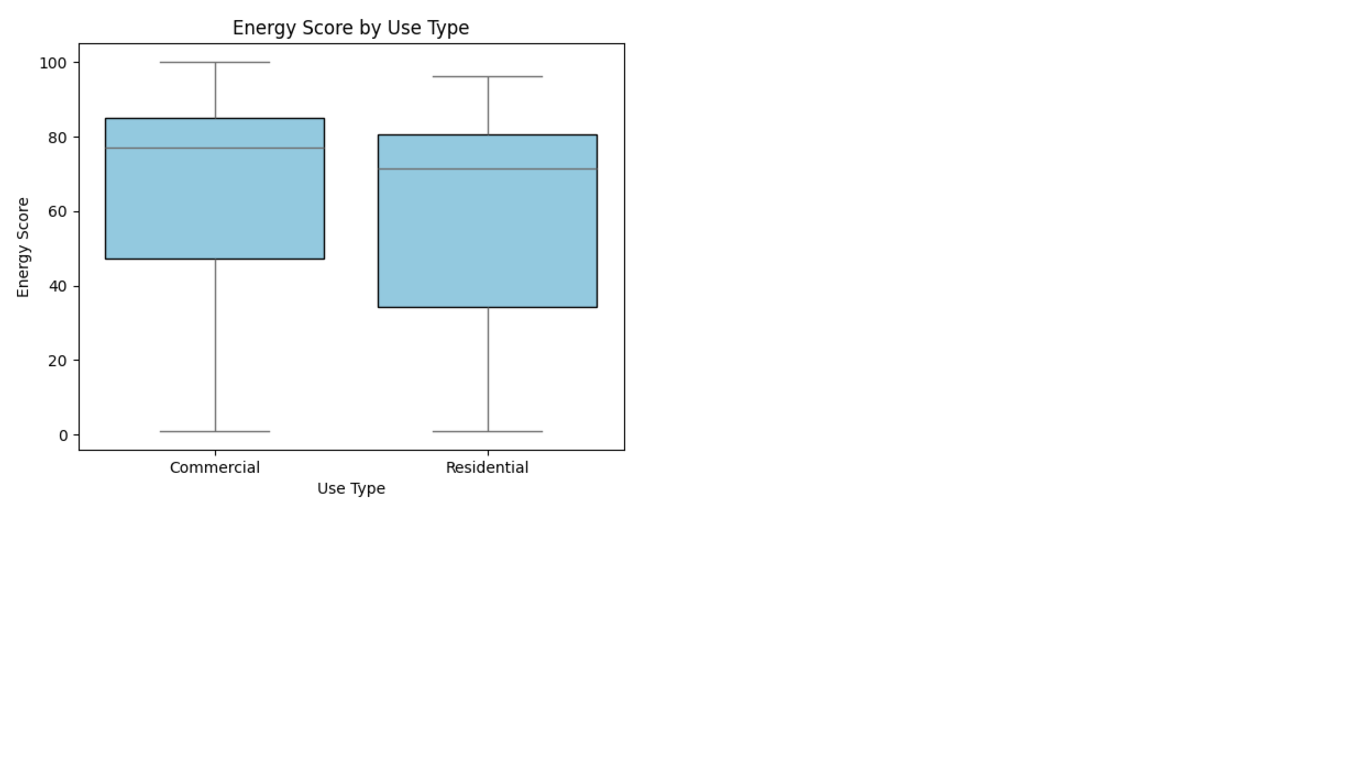 Energy Score by Use Type
100
80
60
40
20
0
Energy Score
Commercial Residential
Use Type